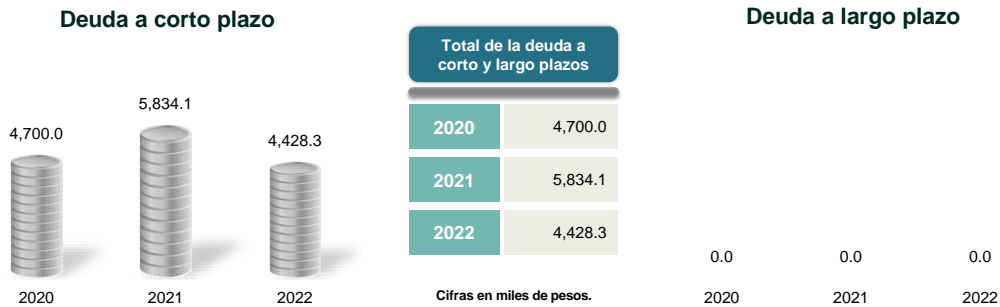 Deuda a corto plazo
5,834.1
4,700.0
4,428.3
2020 2021 2022
Total de la deuda a
corto y largo plazos
2020 4,700.0
2021 5,834.1
2022 4,428.3
Cifras en miles de pesos.
Deuda a largo plazo
0.0 0.0 0.0
2020 2021 2022